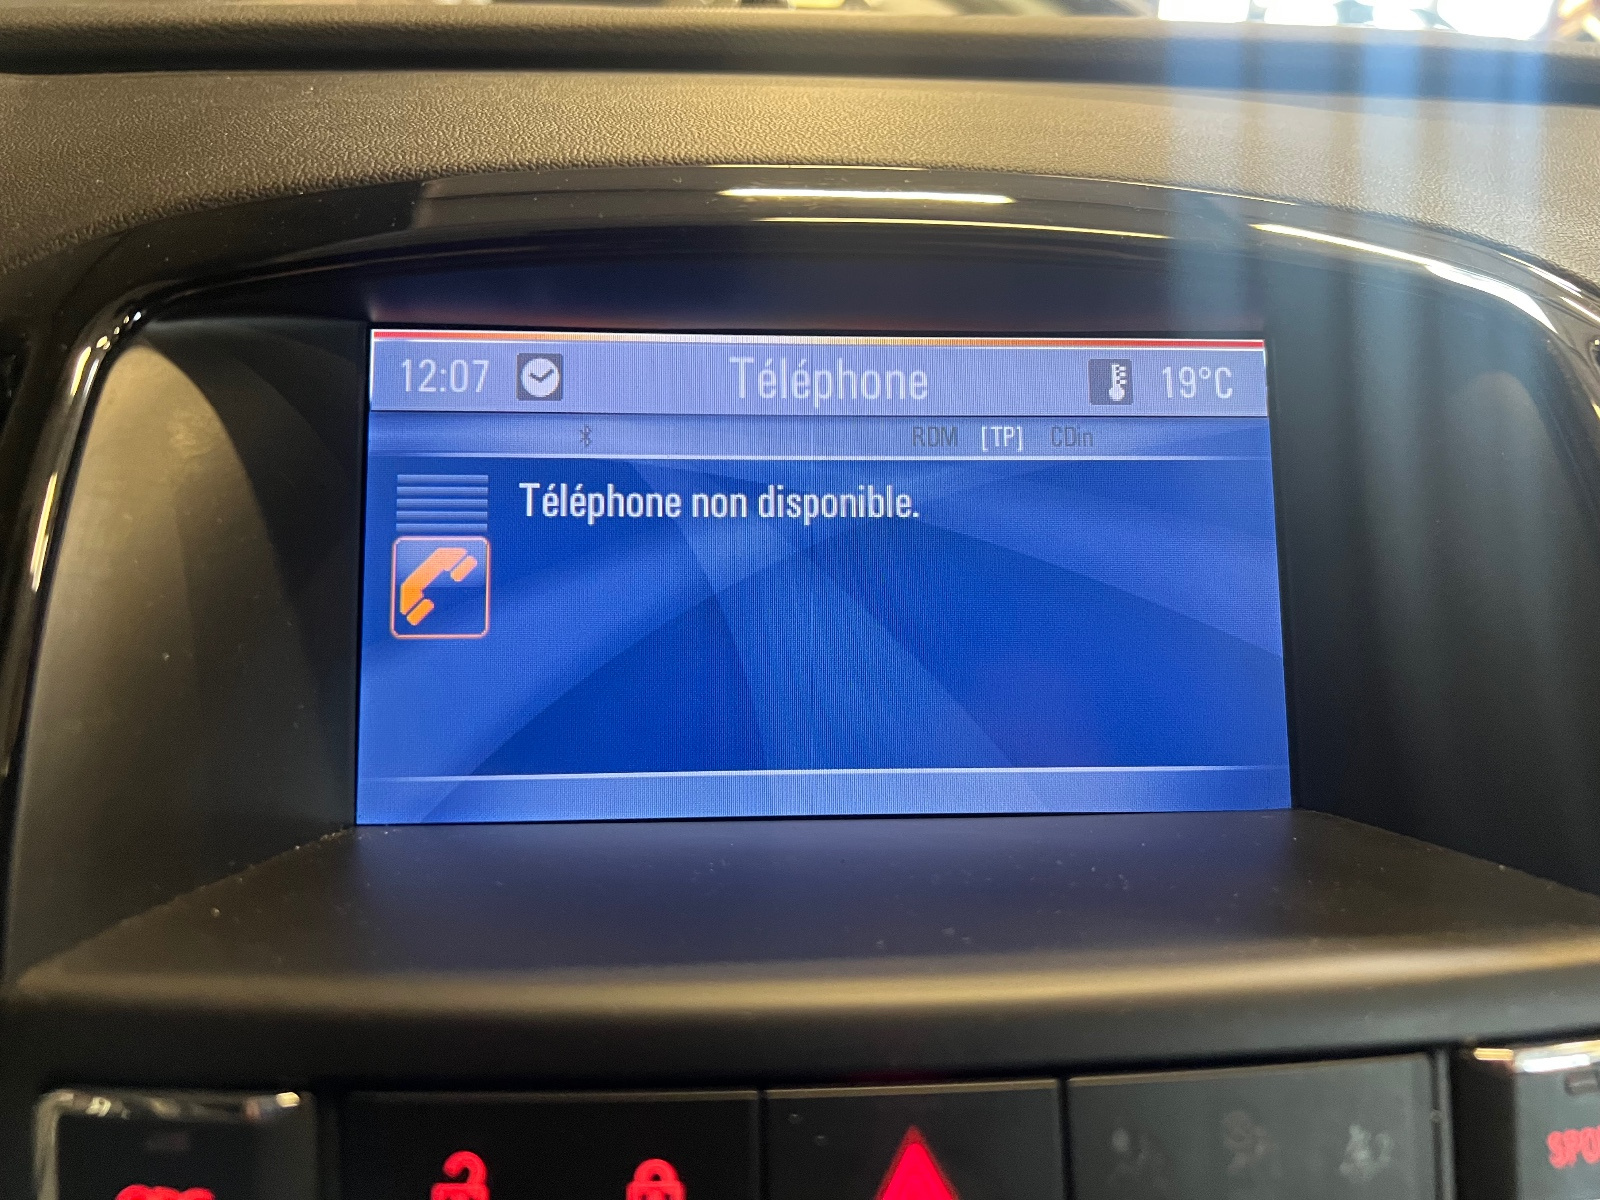 12:07 Téléphone 19°C
RDM [TP] CDin
Téléphone non disponible.